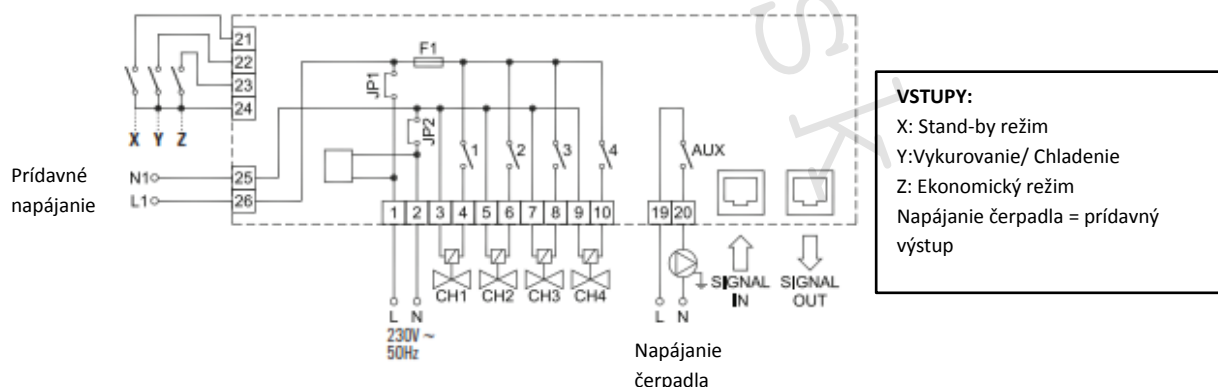 21
22
23
24
X Y Z
Prídavné
napájanie
N1
L1
25
26
JP1
F1
JP2
1
2
3
4
AUX
1 2 3 4 5 6 7 8 9 10
19 20
CH1 CH2 CH3 CH4
L N
230V ~
50Hz
L N
Napájanie
čerpadla
SIGNAL
IN
SIGNAL
OUT
VSTUPY:
X: Stand-by režim
Y:Vykurovanie/ Chladenie
Z: Ekonomický režim
Napájanie čerpadla = prídavný
výstup
S
k